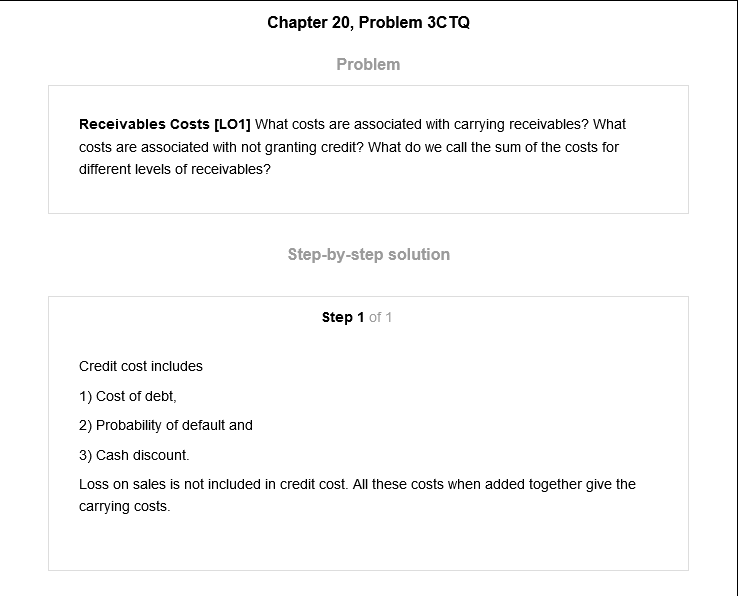 Chapter 20, Problem 3CTQ
Problem
Receivables Costs [LO1] What costs are associated with carrying receivables? What
costs are associated with not granting credit? What do we call the sum of the costs for
different levels of receivables?
Step-by-step solution
Step 1 of 1
Credit cost includes
1) Cost of debt,
2) Probability of default and
3) Cash discount.
Loss on sales is not included in credit cost. All these costs when added together give the
carrying costs.